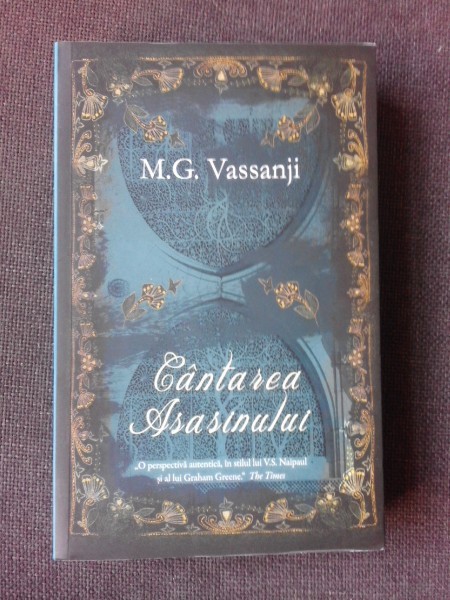 M.G. Vassanji
Cântarea
Asasinului
„O perspectivă autentică, în stilul lui V.S. Naipaul
și al lui Graham Greene.” The Times